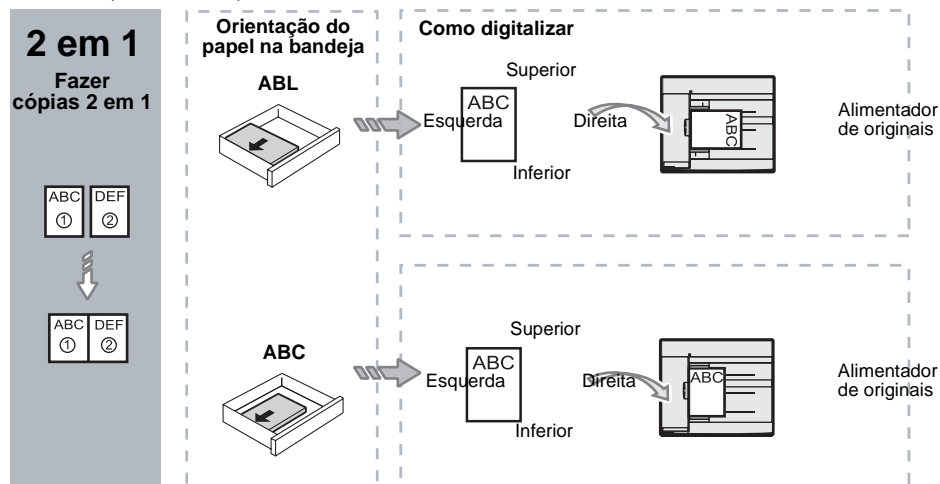 2 em 1
Fazer
cópias 2 em 1
ABC
DEF
1
2
ABC
DEF
1
2
Orientação do
papel na bandeja
ABL
ABC
Como digitalizar
Superior
ABC
Esquerda
Direita
Inferior
ABC
Alimentador
de originais
Superior
ABC
Esquerda
Direita
Inferior
ABC
Alimentador
de originais